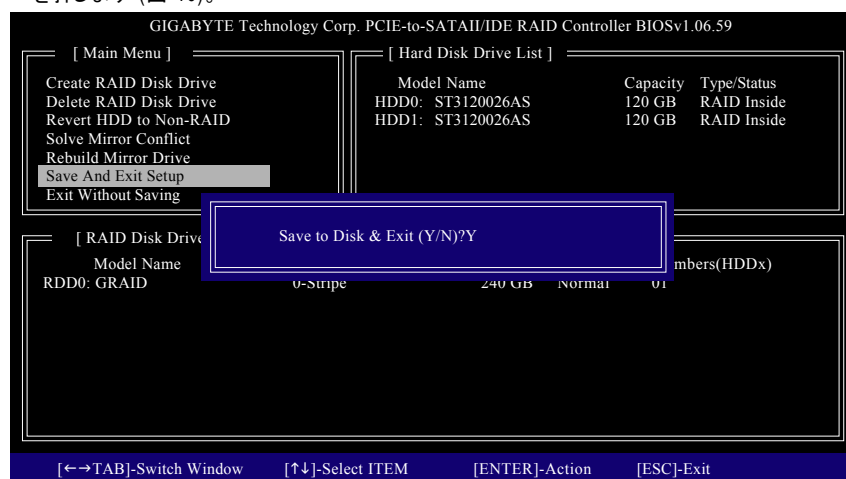 GIGABYTE Technology Corp. PCIE-to-SATAII/IDE RAID Controller BIOSv1.06.59
[ Main Menu ]
Create RAID Disk Drive
Delete RAID Disk Drive
Revert HDD to Non-RAID
Solve Mirror Conflict
Rebuild Mirror Drive
Save And Exit Setup
Exit Without Saving
[ Hard Disk Drive List ]
Model Name Capacity Type/Status
HDD0: ST3120026AS 120 GB RAID Inside
HDD1: ST3120026AS 120 GB RAID Inside
Save to Disk & Exit (Y/N)?Y
[ RAID Disk Drive
Model Name mbers(HDDx)
RDD0: GRAID 0-Stripe 240 GB Normal 01
[←→TAB]-Switch Window [↑↓]-Select ITEM [ENTER]-Action [ESC]-Exit